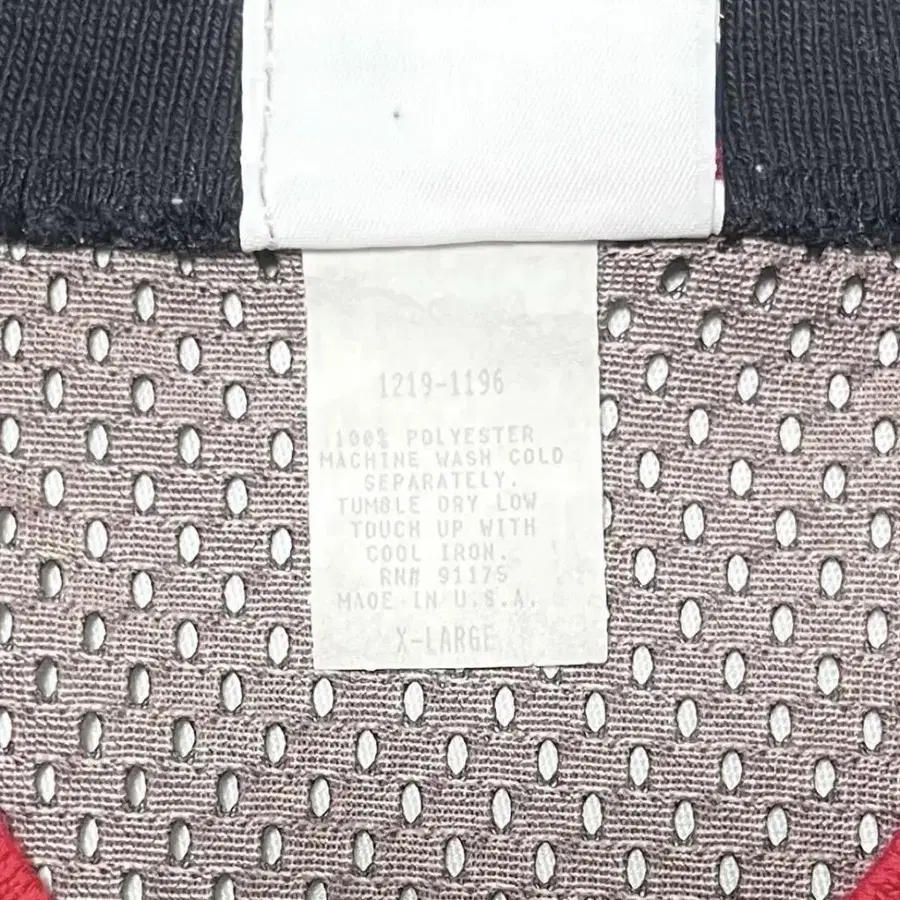 1219-1196
100% POLYESTER
MACHINE WASH COLD
SEPARATELY.
TUMBLE DRY LOW
TOUCH UP WITH
COOL IRON.
RN# 91175
MADE IN U.S.A.
X-LARGE